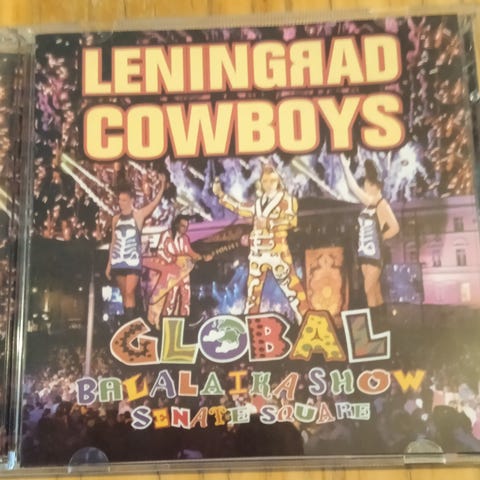 LENINGЯAD
COWBOYS
GLOBAL
BALALAIKA SHOW
SENATE SQUARE